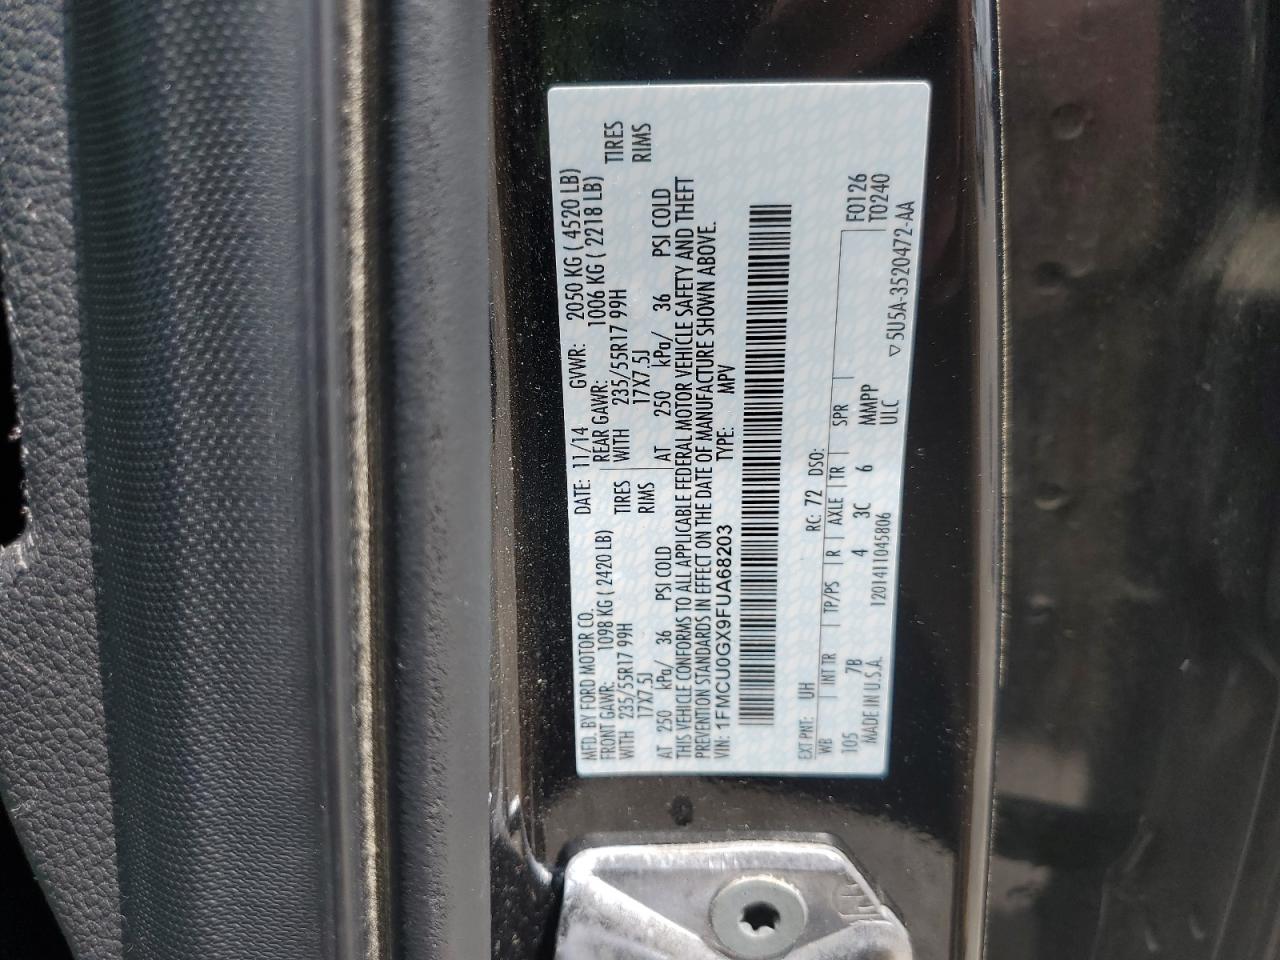 MFD. BY FORD MOTOR CO.
DATE: 11/14 GVWR: 2050 KG ( 4520 LB)
FRONT GAWR: 1098 KG ( 2420 LB) REAR GAWR: 1006 KG ( 2218 LB)
WITH 235/55R17 99H TIRES WITH 235/55R17 99H TIRES
17X7.5J RIMS 17X7.5J RIMS
AT 250 kPa/ 36 PSI COLD AT 250 kPa/ 36 PSI COLD
THIS VEHICLE CONFORMS TO ALL APPLICABLE FEDERAL MOTOR VEHICLE SAFETY AND THEFT
PREVENTION STANDARDS IN EFFECT ON THE DATE OF MANUFACTURE SHOWN ABOVE.
VIN: 1FMCU0GX9FUA68203 TYPE: MPV
EXT PNT: UH RC: 72 DSO:
WB INT TR TP/PS R AXLE TR SPR
105 7B 4 3C 6 MMPP F0126
MADE IN U.S.A. 1201411045806 ULC T0240
▽ 5U5A-3520472-AA